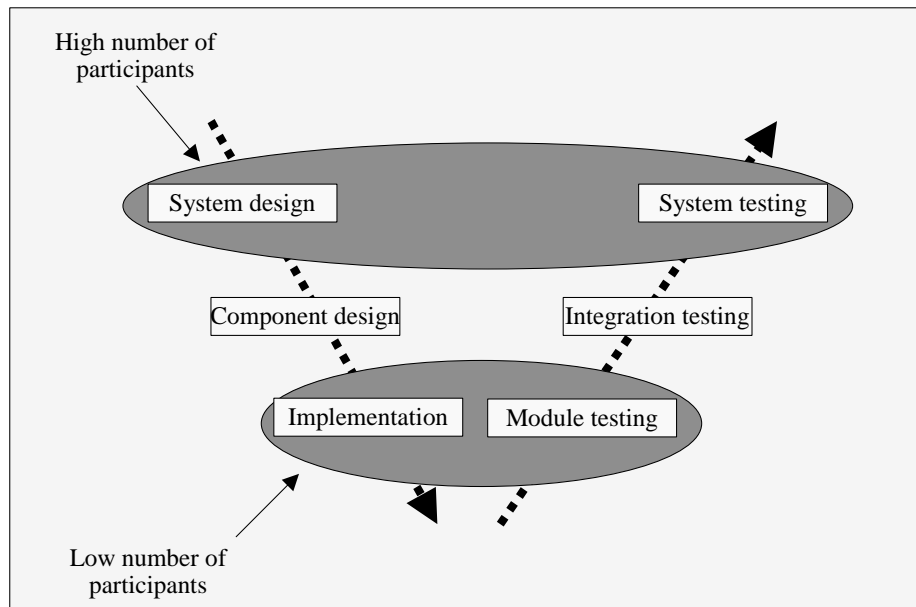 High number of
participants
System design
System testing
Component design
Integration testing
Implementation
Module testing
Low number of
participants